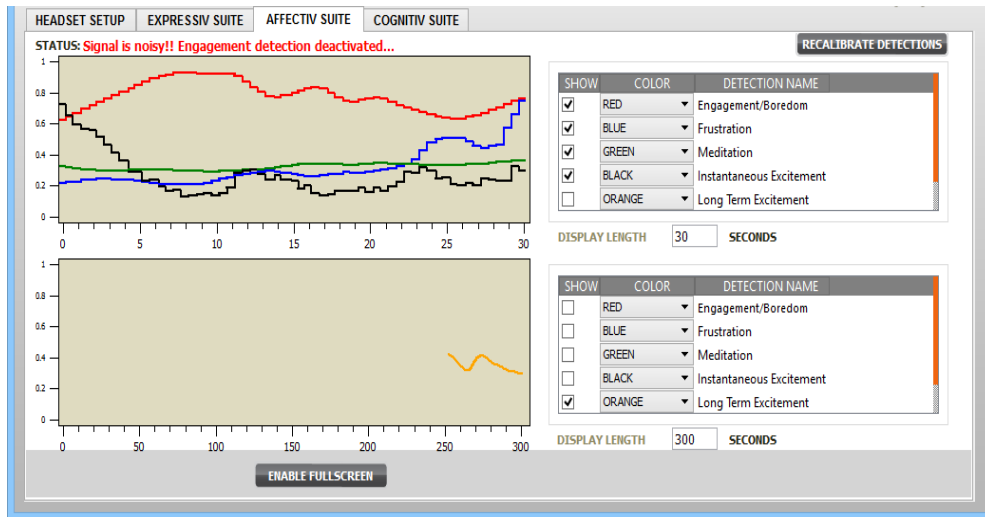 HEADSET SETUP EXPRESSIV SUITE AFFECTIV SUITE COGNITIV SUITE
STATUS: Signal is noisy!! Engagement detection deactivated...
RECALIBRATE DETECTIONS
1
0.8
0.6
0.4
0.2
0
0 5 10 15 20 25 30
SHOW COLOR DETECTION NAME
RED Engagement/Boredom
BLUE Frustration
GREEN Meditation
BLACK Instantaneous Excitement
ORANGE Long Term Excitement
DISPLAY LENGTH 30 SECONDS
1
0.8
0.6
0.4
0.2
0
0 50 100 150 200 250 300
SHOW COLOR DETECTION NAME
RED Engagement/Boredom
BLUE Frustration
GREEN Meditation
BLACK Instantaneous Excitement
ORANGE Long Term Excitement
DISPLAY LENGTH 300 SECONDS
ENABLE FULLSCREEN